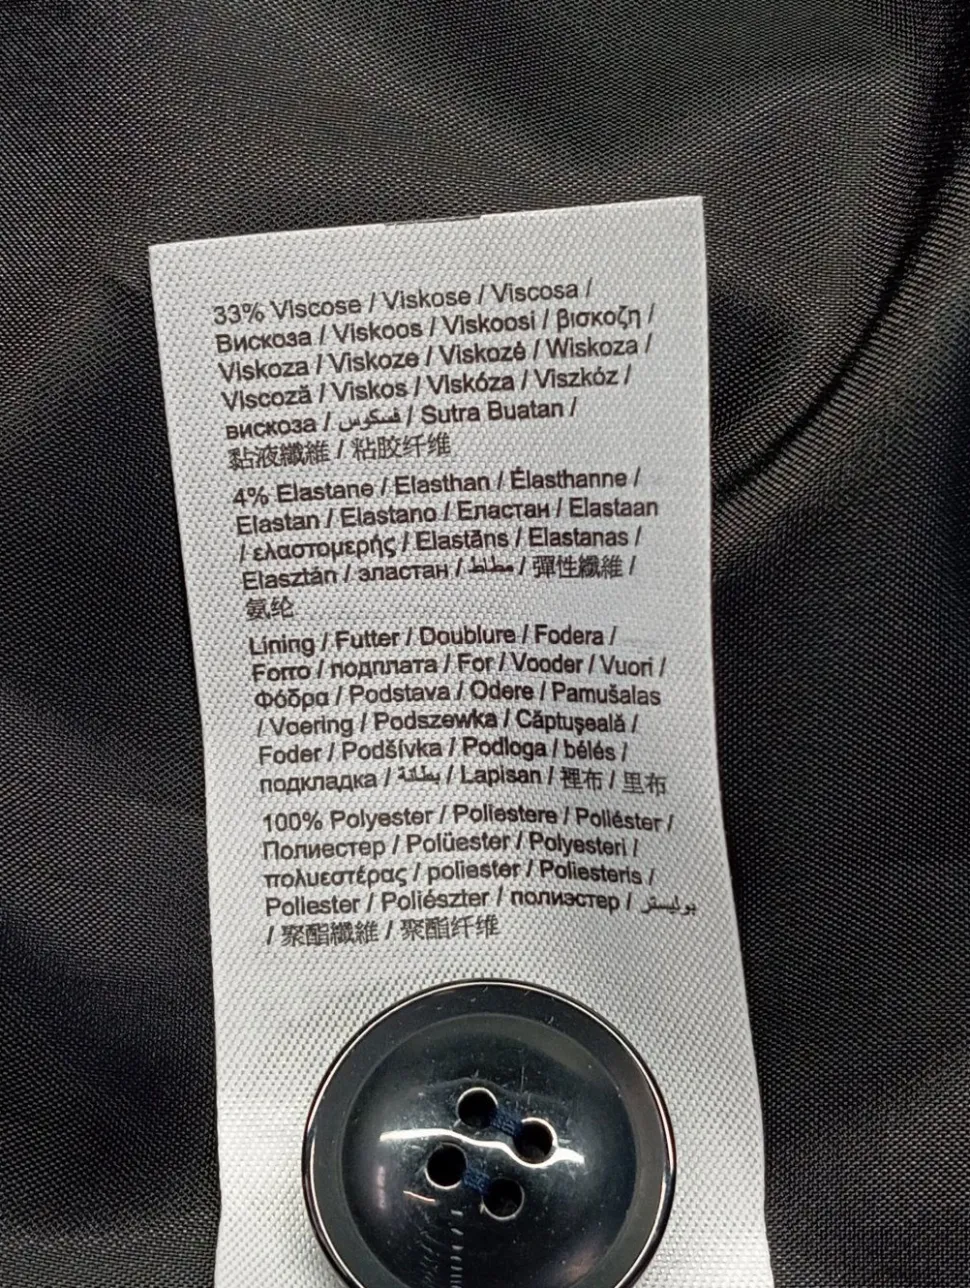 33% Viscose / Viskose / Viscosa /
Вискоза / Viskoos / Viskoosi / βισκοζη /
Viskoza / Viskoze / Viskozė / Wiskoza /
Viscoză / Viskos / Viskóza / Viszkóz /
вискоза / فسكوس / Sutra Buatan /
黏液纖維 / 粘胶纤维
4% Elastane / Elasthan / Élasthanne /
Elastan / Elastano / Еластан / Elastaan
/ ελαστομερής / Elastāns / Elastanas /
Elasztán / эластан / مطاط / 彈性纖維 /
氨纶
Lining / Futter / Doublure / Fodera /
Forro / подплата / For / Vooder / Vuori /
Φόδρα / Podstava / Odere / Pamušalas
/ Voering / Podszewka / Căptuşeală /
Foder / Podšívka / Podloga / bélés /
подкладка / بطانة / Lapisan / 裡布 / 里布
100% Polyester / Poliestere / Poliéster /
Полиестер / Polüester / Polyesteri /
πολυεστέρας / poliester / Poliesteris /
Poliester / Poliészter / полиэстер / بوليستر
/ 聚酯纖維 / 聚酯纤维